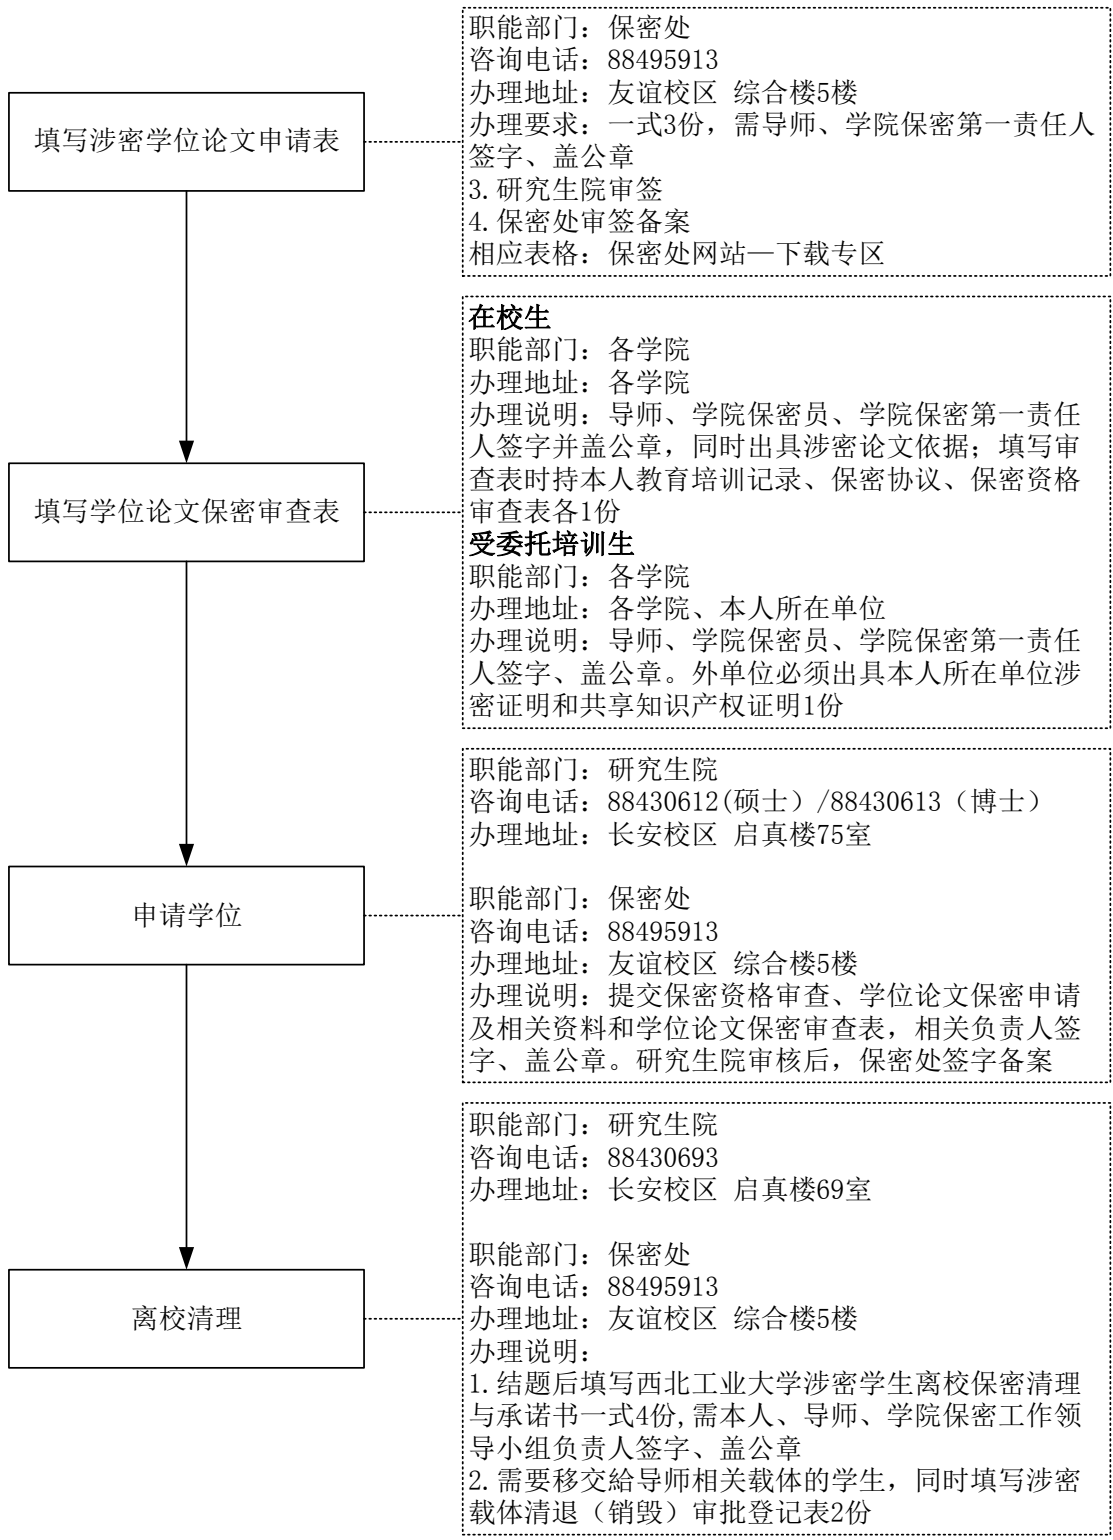 填写涉密学位论文申请表
职能部门：保密处
咨询电话：88495913
办理地址：友谊校区 综合楼5楼
办理要求：一式3份，需导师、学院保密第一责任人
签字、盖公章
3.研究生院审签
4.保密处审签备案
相应表格：保密处网站—下载专区
填写学位论文保密审查表
在校生
职能部门：各学院
办理地址：各学院
办理说明：导师、学院保密员、学院保密第一责任
人签字并盖公章，同时出具涉密论文依据；填写审
查表时持本人教育培训记录、保密协议、保密资格
审查表各1份
受委托培训生
职能部门：各学院
办理地址：各学院、本人所在单位
办理说明：导师、学院保密员、学院保密第一责任
人签字、盖公章。外单位必须出具本人所在单位涉
密证明和共享知识产权证明1份
申请学位
职能部门：研究生院
咨询电话：88430612(硕士）/88430613（博士）
办理地址：长安校区 启真楼75室
职能部门：保密处
咨询电话：88495913
办理地址：友谊校区 综合楼5楼
办理说明：提交保密资格审查、学位论文保密申请
及相关资料和学位论文保密审查表，相关负责人签
字、盖公章。研究生院审核后，保密处签字备案
离校清理
职能部门：研究生院
咨询电话：88430693
办理地址：长安校区 启真楼69室
职能部门：保密处
咨询电话：88495913
办理地址：友谊校区 综合楼5楼
办理说明：
1.结题后填写西北工业大学涉密学生离校保密清理
与承诺书一式4份,需本人、导师、学院保密工作领
导小组负责人签字、盖公章
2.需要移交給导师相关载体的学生，同时填写涉密
载体清退（销毁）审批登记表2份